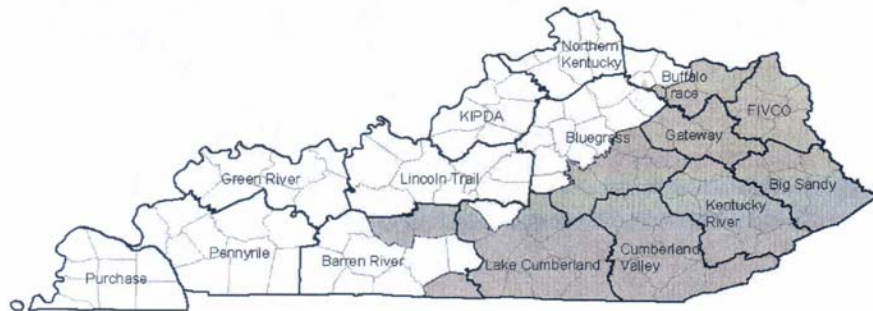 Northern
Kentucky
Buffalo
Trace
FIVCO
KIPDA
Bluegrass
Gateway
Green River
Lincoln Trail
Big Sandy
Kentucky
River
Pennyrile
Barren River
Lake Cumberland
Cumberland
Valley
Purchase